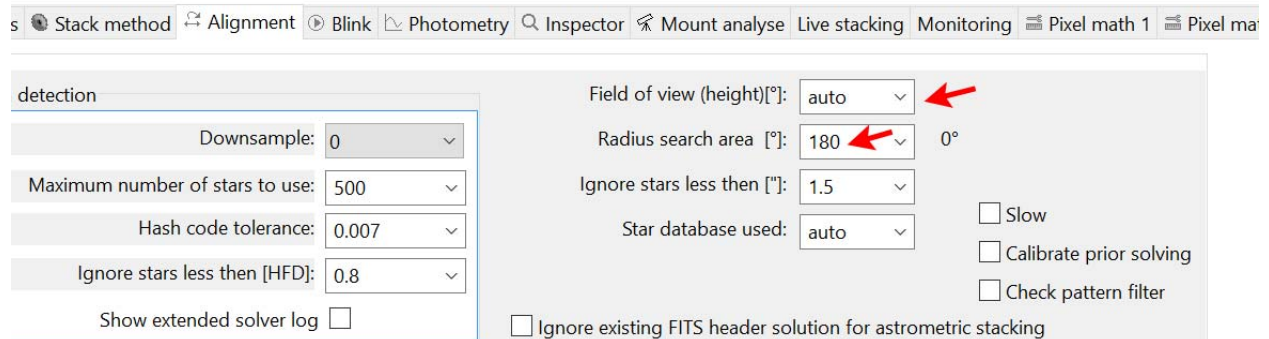 s Stack method Alignment Blink Photometry Inspector Mount analyse Live stacking Monitoring Pixel math 1 Pixel ma
detection
Field of view (height)[°]: auto
Downsample: 0
Radius search area [°]: 180 0°
Maximum number of stars to use: 500
Ignore stars less then ["]: 1.5
Hash code tolerance: 0.007
Star database used: auto
Slow
Calibrate prior solving
Ignore stars less then [HFD]: 0.8
Check pattern filter
Show extended solver log
Ignore existing FITS header solution for astrometric stacking